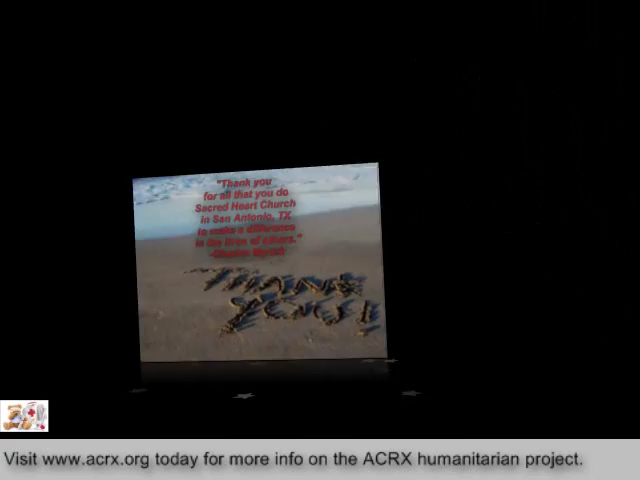 "Thank you
for all that you do
Sacred Heart Church
in San Antonio, TX
to make a difference
in the lives of others."
THANK
YOU!
Visit www.acrx.org today for more info on the ACRX humanitarian project.